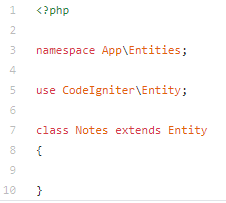 1 <?php
2
3 namespace App\Entities;
4
5 use CodeIgniter\Entity;
6
7 class Notes extends Entity
8 {
9
10 }